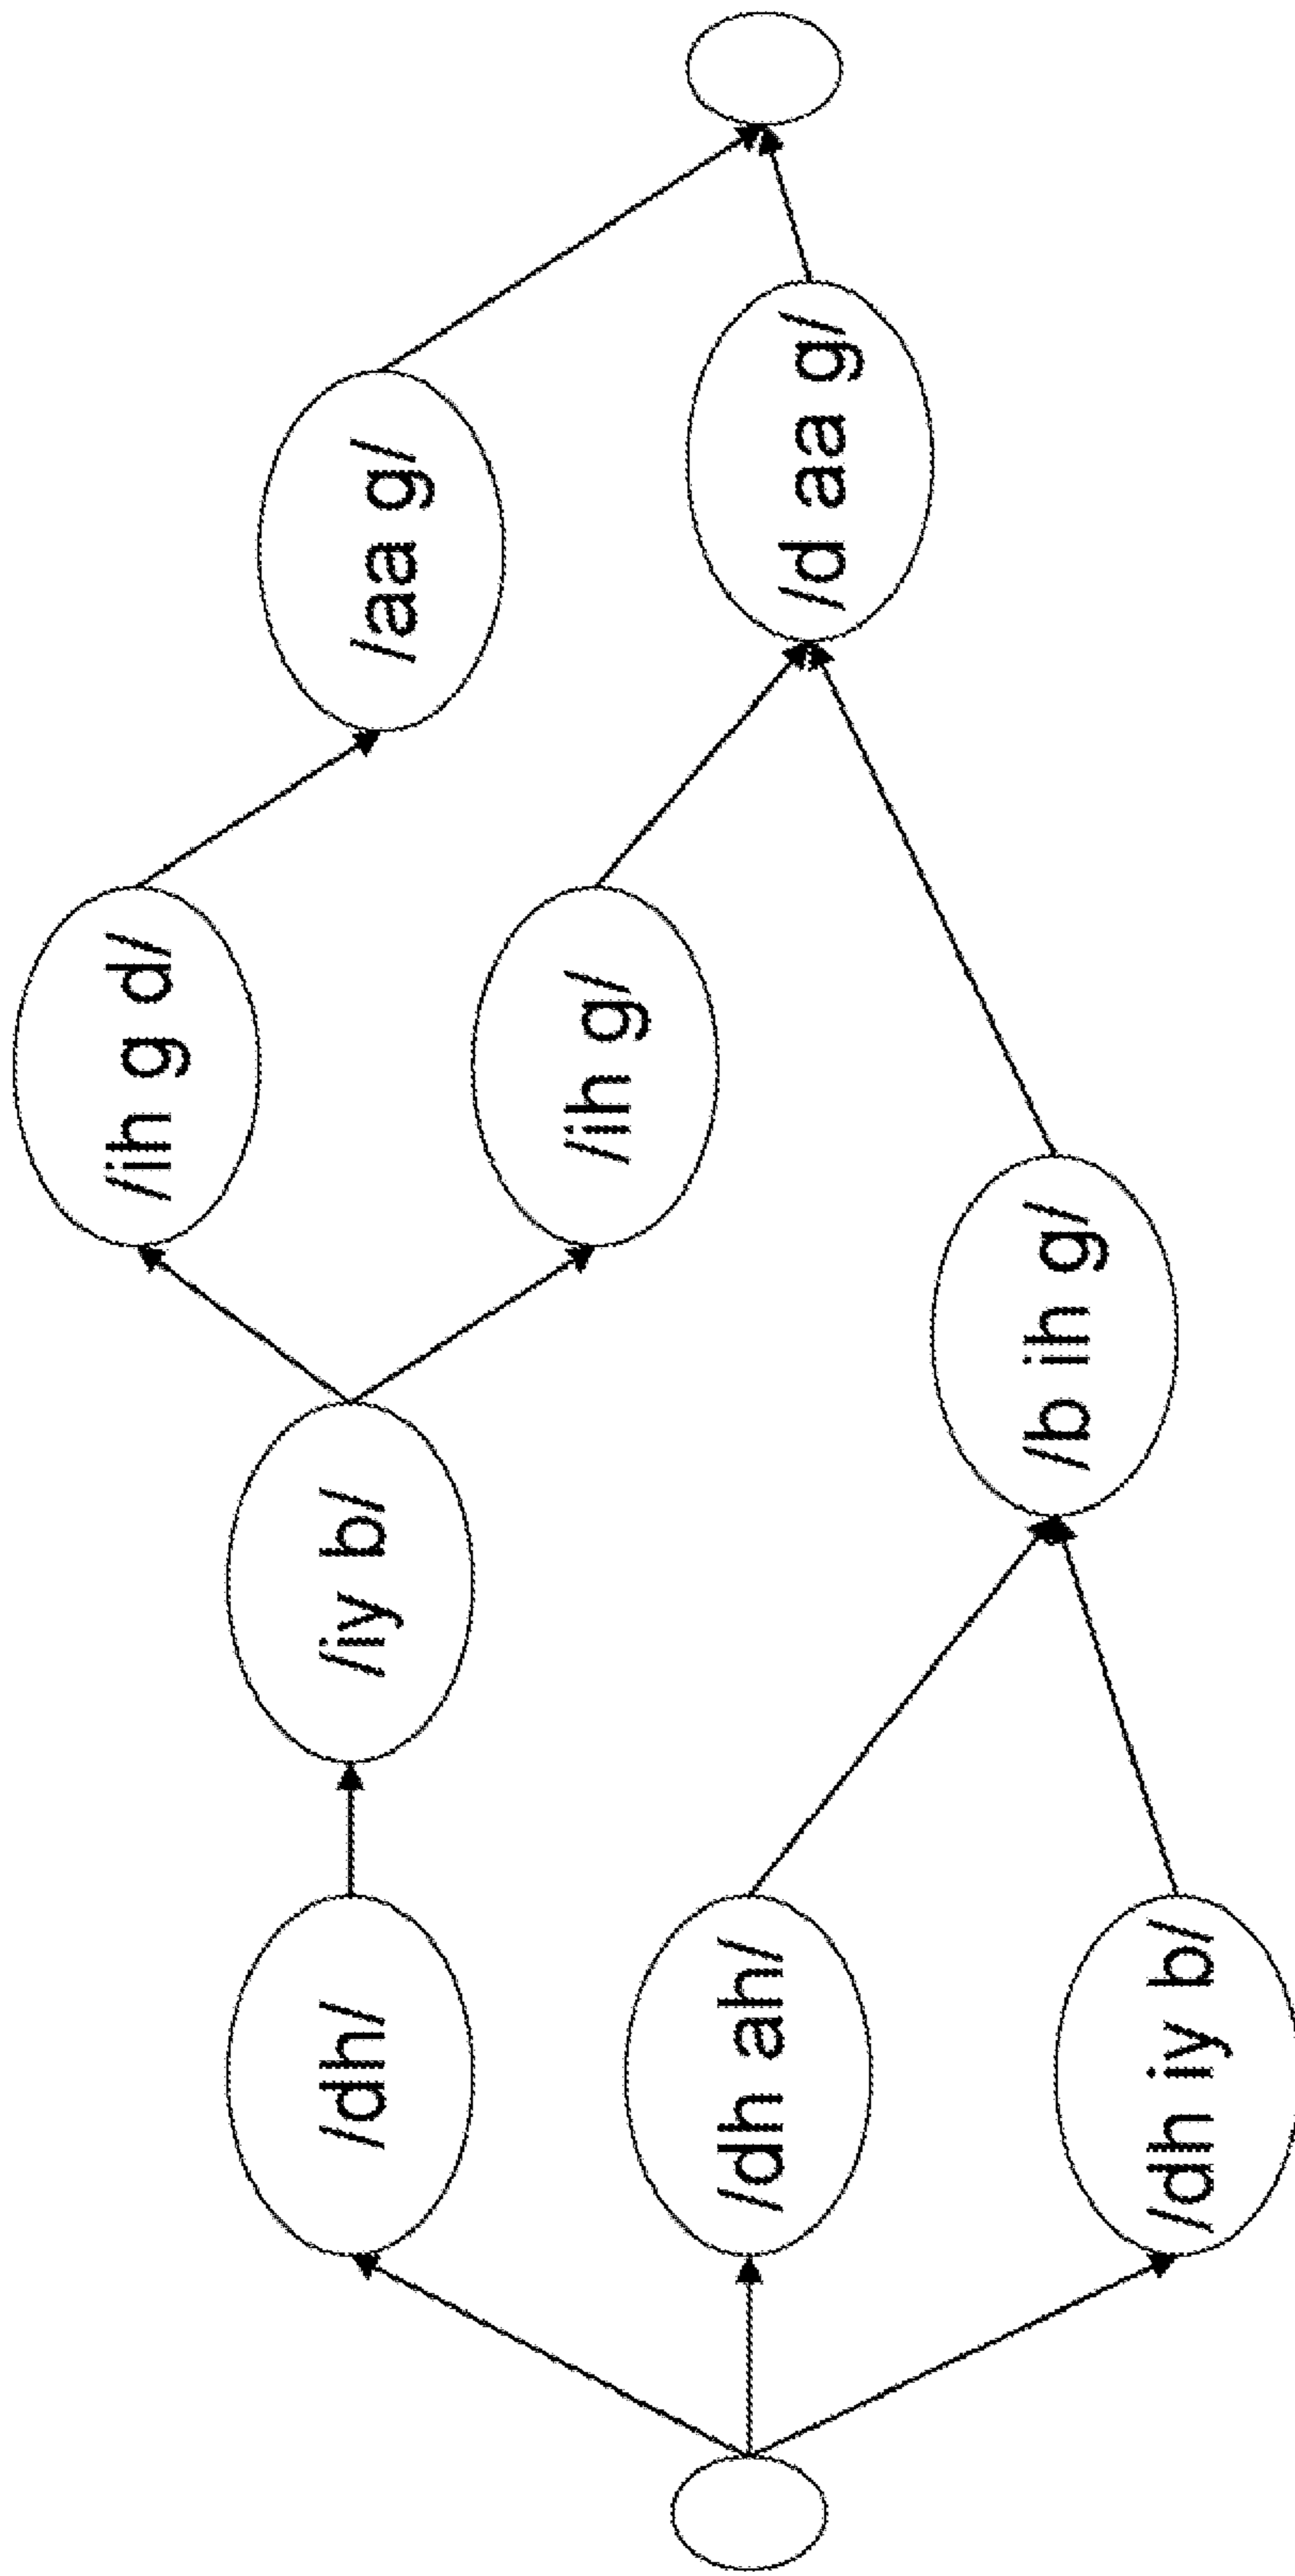 /dh/
/dh ah/
/dh iy b/
/iy b/
/b ih g/
/ih g d/
/ih g/
/aa g/
/d aa g/